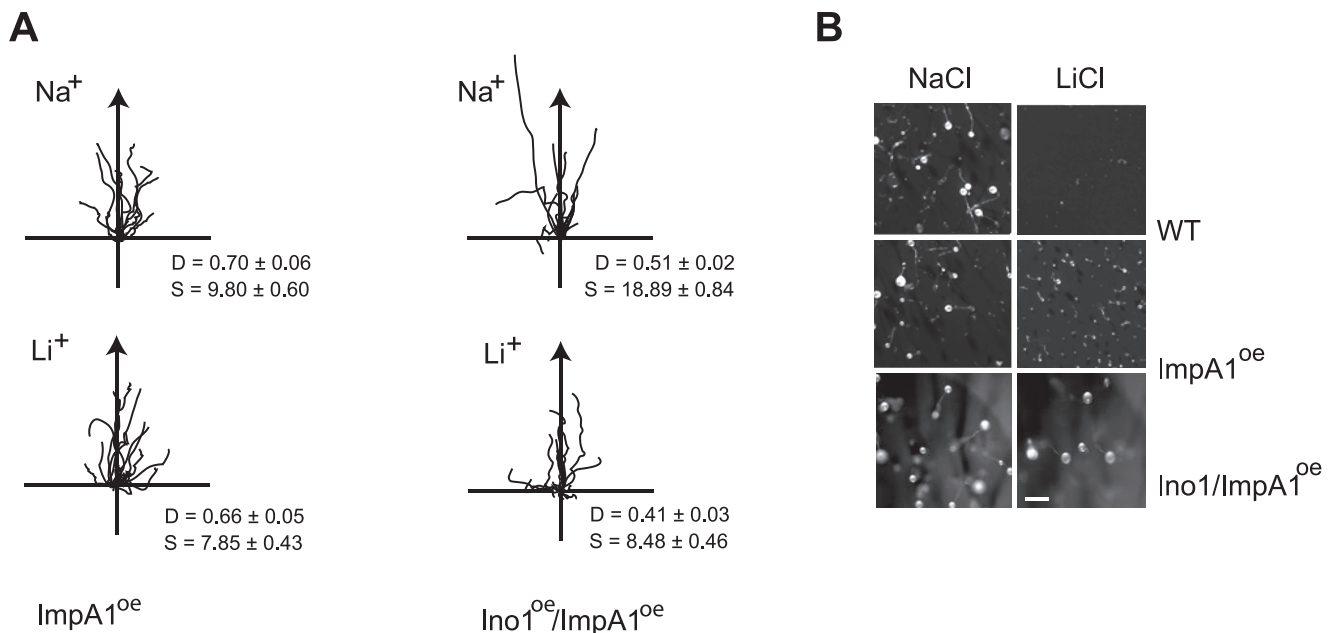 A
Na+
D = 0.70 ± 0.06
S = 9.80 ± 0.60
Na+
D = 0.51 ± 0.02
S = 18.89 ± 0.84
Li+
D = 0.66 ± 0.05
S = 7.85 ± 0.43
Li+
D = 0.41 ± 0.03
S = 8.48 ± 0.46
ImpA1oe
Ino1oe/ImpA1oe
B
NaCl LiCl
WT
ImpA1oe
Ino1/ImpA1oe